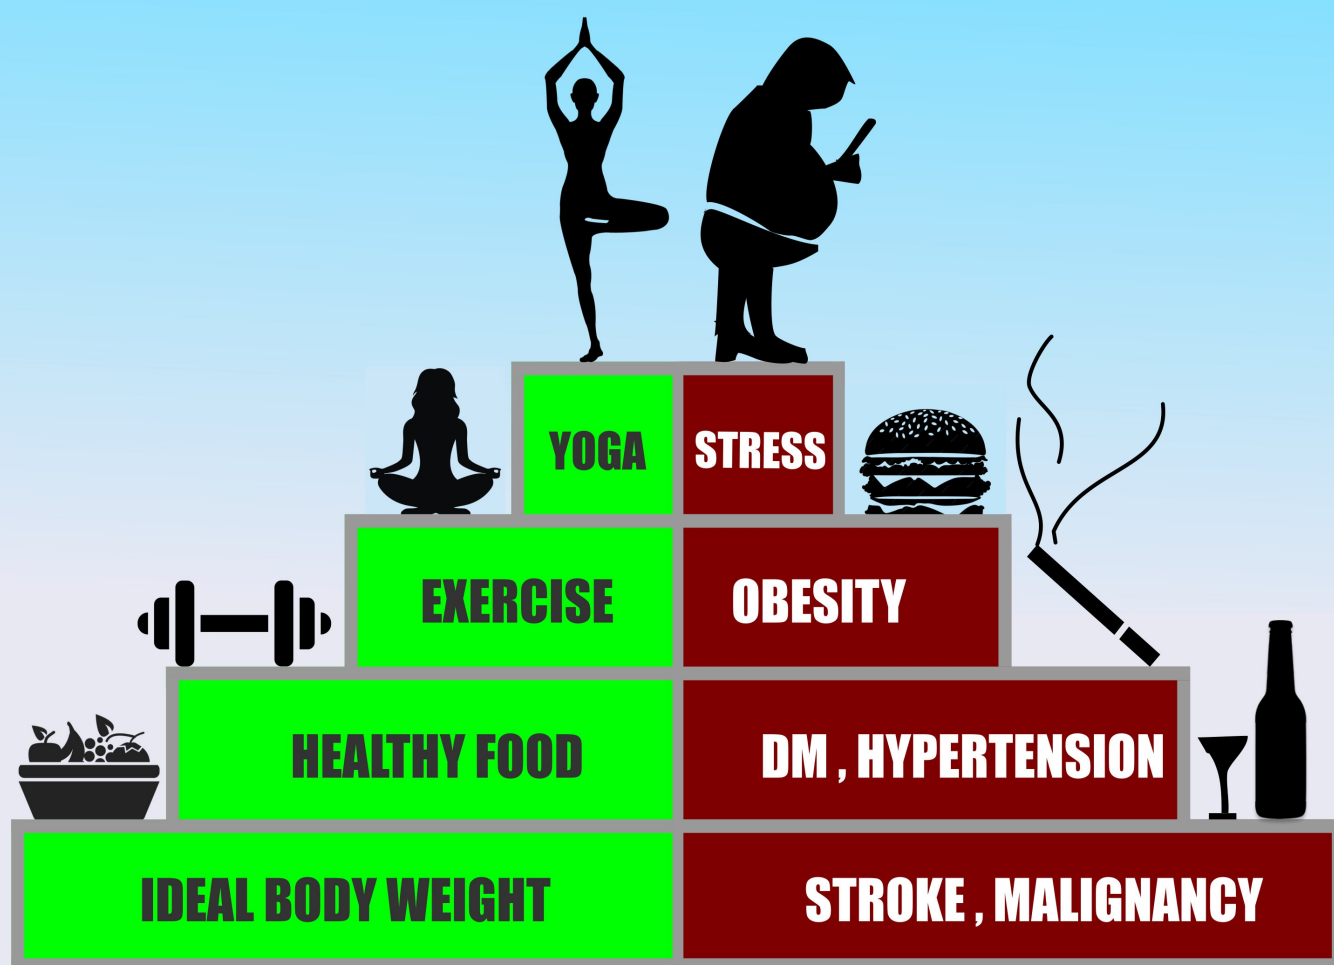 YOGA STRESS
EXERCISE OBESITY
HEALTHY FOOD DM , HYPERTENSION
IDEAL BODY WEIGHT STROKE , MALIGNANCY